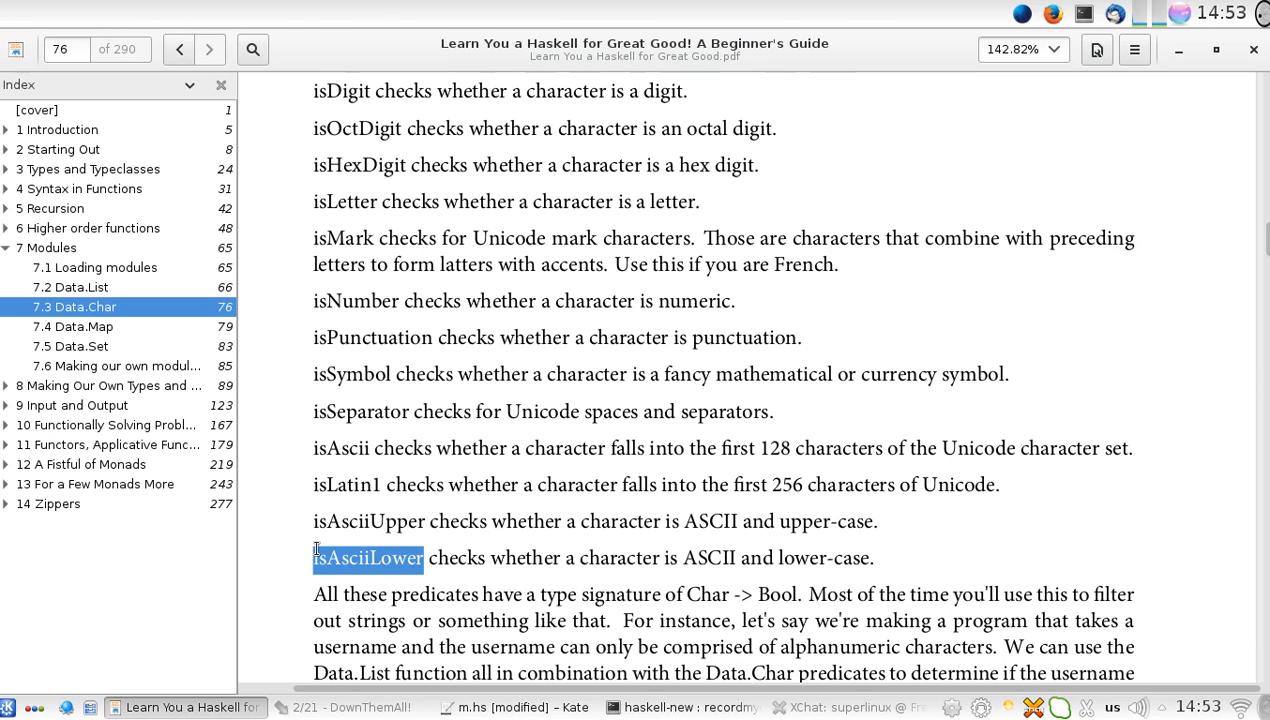 14:53
76 of 290
Learn You a Haskell for Great Good! A Beginner's Guide
Learn You a Haskell for Great Good.pdf
142.82%
Index
[cover] 1
1 Introduction 5
2 Starting Out 8
3 Types and Typeclasses 24
4 Syntax in Functions 31
5 Recursion 42
6 Higher order functions 48
7 Modules 65
7.1 Loading modules 65
7.2 Data.List 66
7.3 Data.Char 76
7.4 Data.Map 79
7.5 Data.Set 83
7.6 Making our own modul... 85
8 Making Our Own Types and ... 89
9 Input and Output 123
10 Functionally Solving Probl... 167
11 Functors, Applicative Func... 179
12 A Fistful of Monads 219
13 For a Few Monads More 243
14 Zippers 277
isDigit checks whether a character is a digit.
isOctDigit checks whether a character is an octal digit.
isHexDigit checks whether a character is a hex digit.
isLetter checks whether a character is a letter.
isMark checks for Unicode mark characters. Those are characters that combine with preceding
letters to form latters with accents. Use this if you are French.
isNumber checks whether a character is numeric.
isPunctuation checks whether a character is punctuation.
isSymbol checks whether a character is a fancy mathematical or currency symbol.
isSeparator checks for Unicode spaces and separators.
isAscii checks whether a character falls into the first 128 characters of the Unicode character set.
isLatin1 checks whether a character falls into the first 256 characters of Unicode.
isAsciiUpper checks whether a character is ASCII and upper-case.
isAsciiLower checks whether a character is ASCII and lower-case.
All these predicates have a type signature of Char -> Bool. Most of the time you'll use this to filter
out strings or something like that. For instance, let's say we're making a program that takes a
username and the username can only be comprised of alphanumeric characters. We can use the
Data.List function all in combination with the Data.Char predicates to determine if the username
Learn You a Haskell for
2/21 - DownThemAll!
m.hs [modified] – Kate
haskell-new : recordmy
XChat: superlinux @ Fre
us
14:53